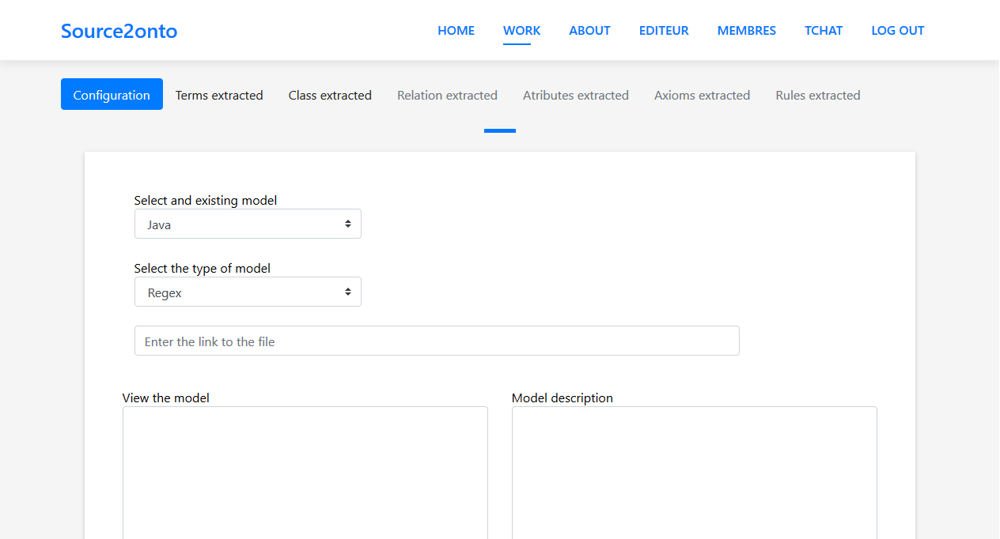 Source2onto HOME WORK ABOUT EDITEUR MEMBRES TCHAT LOG OUT
Configuration Terms extracted Class extracted Relation extracted Atributes extracted Axioms extracted Rules extracted
Select and existing model
Java
Select the type of model
Regex
Enter the link to the file
View the model Model description